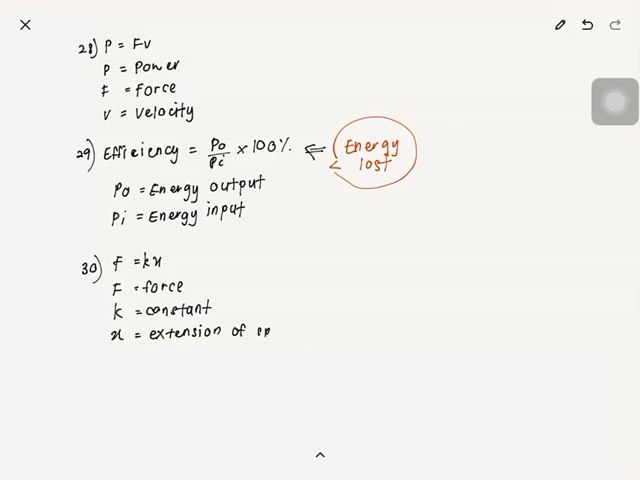 28) P = Fv
P = Power
F = Force
V = Velocity
29) Efficiency = Po/Pi × 100% ⇐ Energy lost
Po = Energy output
Pi = Energy input
30) F = kx
F = force
k = constant
x = extension of sp